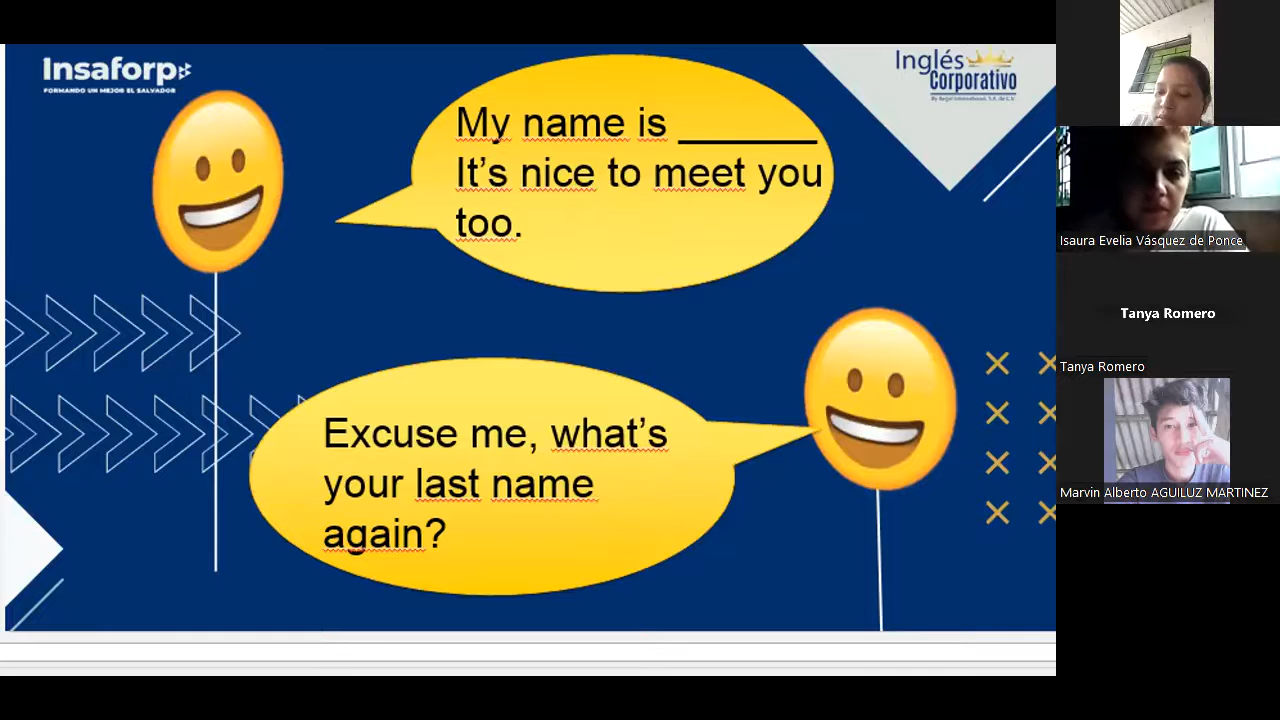 Insaforp
FORMANDO UN MEJOR EL SALVADOR
Inglés
Corporativo
My name is ______
It’s nice to meet you
too.
Excuse me, what’s
your last name
again?
Isaura Evelia Vásquez de Ponce
Tanya Romero
Tanya Romero
Marvin Alberto AGUILUZ MARTINEZ